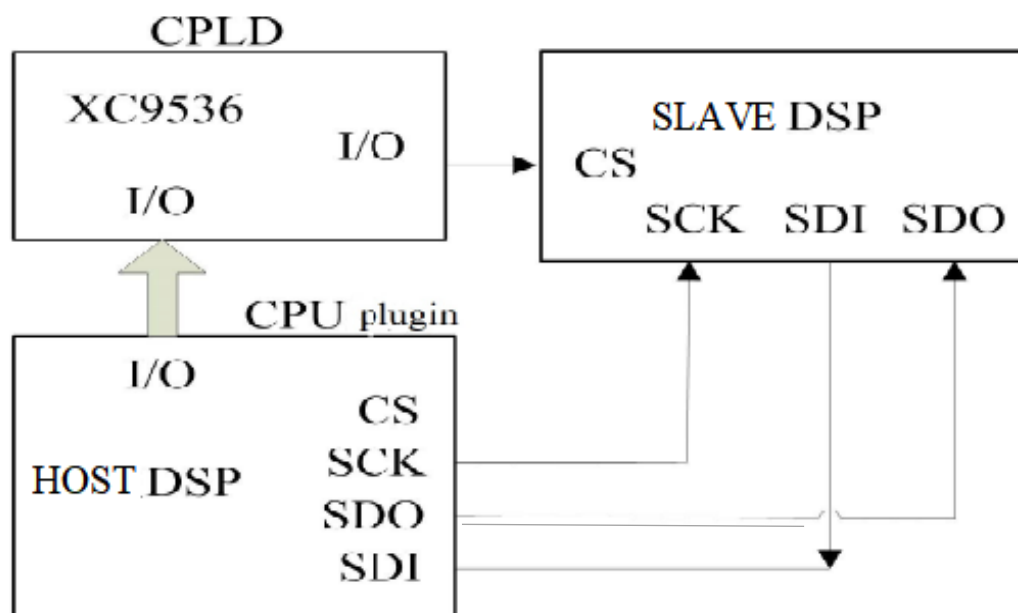 CPLD
XC9536
I/O
I/O
SLAVE DSP
CS
SCK SDI SDO
CPU plugin
I/O
CS
SCK
HOST DSP
SDO
SDI